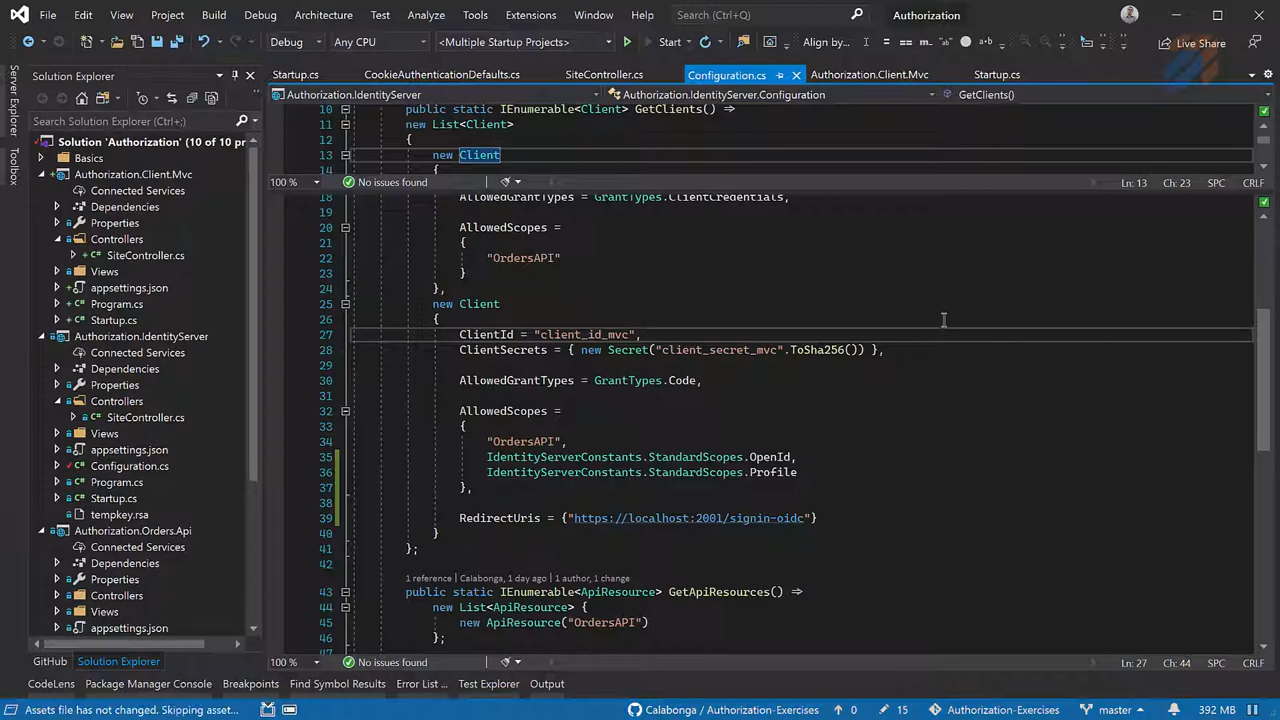 File Edit View Project Build Debug Architecture Test Analyze Tools Extensions Window Help Search (Ctrl+Q) Authorization
Debug Any CPU <Multiple Startup Projects> Start Align by... Live Share
Server Explorer
Toolbox
Solution Explorer
Search Solution Explorer (Ctrl+;)
Solution 'Authorization' (10 of 10 pr
Basics
Authorization.Client.Mvc
Connected Services
Dependencies
Properties
Controllers
SiteController.cs
Views
appsettings.json
Program.cs
Startup.cs
Authorization.IdentityServer
Connected Services
Dependencies
Properties
Controllers
SiteController.cs
Views
appsettings.json
Configuration.cs
Program.cs
Startup.cs
tempkey.rsa
Authorization.Orders.Api
Connected Services
Dependencies
Properties
Controllers
Views
appsettings.json
GitHub Solution Explorer
Startup.cs CookieAuthenticationDefaults.cs SiteController.cs Configuration.cs Authorization.Client.Mvc Startup.cs
Authorization.IdentityServer Authorization.IdentityServer.Configuration GetClients()
10 public static IEnumerable<Client> GetClients() =>
11 new List<Client>
12 {
13 new Client
14 {
100 % No issues found Ln: 13 Ch: 23 SPC CRLF
18 AllowedGrantTypes = GrantTypes.ClientCredentials,
19
20 AllowedScopes =
21 {
22 "OrdersAPI"
23 }
24 },
25 new Client
26 {
27 ClientId = "client_id_mvc",
28 ClientSecrets = { new Secret("client_secret_mvc".ToSha256()) },
29
30 AllowedGrantTypes = GrantTypes.Code,
31
32 AllowedScopes =
33 {
34 "OrdersAPI",
35 IdentityServerConstants.StandardScopes.OpenId,
36 IdentityServerConstants.StandardScopes.Profile
37 },
38
39 RedirectUris = {"https://localhost:2001/signin-oidc"}
40 }
41 };
42
1 reference | Calabonga, 1 day ago | 1 author, 1 change
43 public static IEnumerable<ApiResource> GetApiResources() =>
44 new List<ApiResource> {
45 new ApiResource("OrdersAPI")
46 };
47
100 % No issues found Ln: 27 Ch: 44 SPC CRLF
CodeLens Package Manager Console Breakpoints Find Symbol Results Error List ... Test Explorer Output
Assets file has not changed. Skipping asset... Calabonga / Authorization-Exercises 0 15 Authorization-Exercises master 392 MB